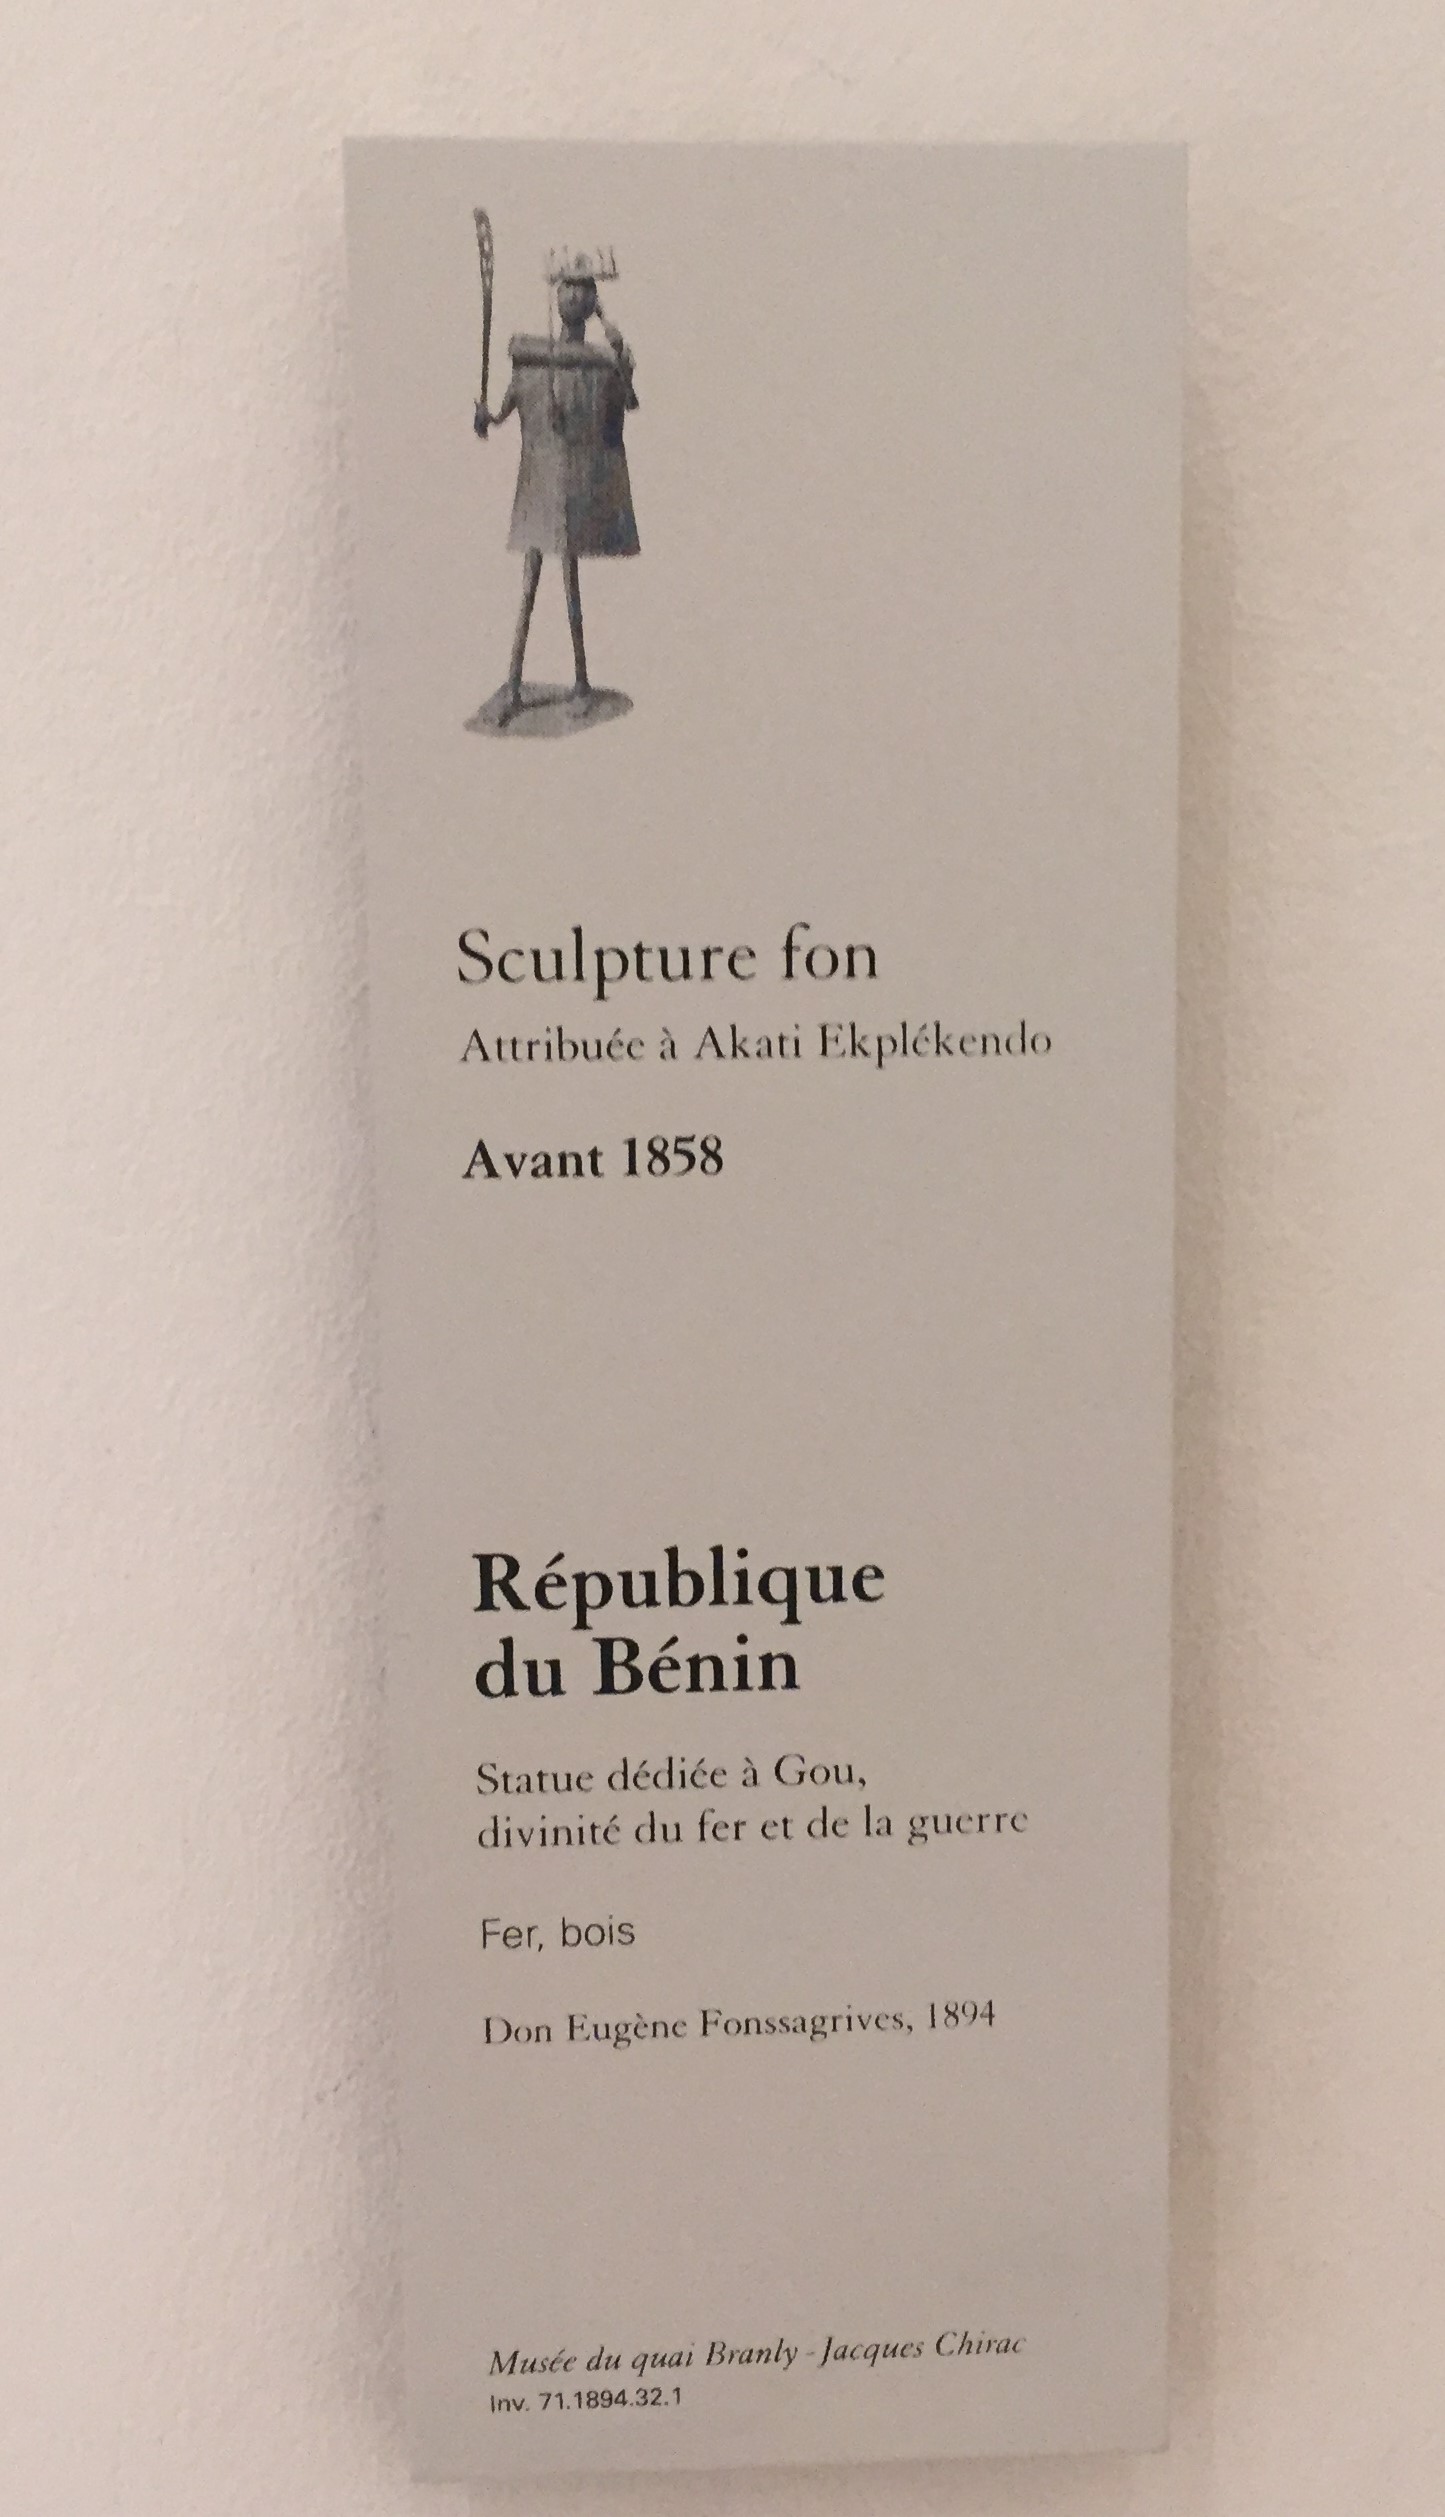 Sculpture fon
Attribuée à Akati Ekplékendo
Avant 1858
République
du Bénin
Statue dédiée à Gou,
divinité du fer et de la guerre
Fer, bois
Don Eugène Fonssagrives, 1894
Musée du quai Branly - Jacques Chirac
Inv. 71.1894.32.1